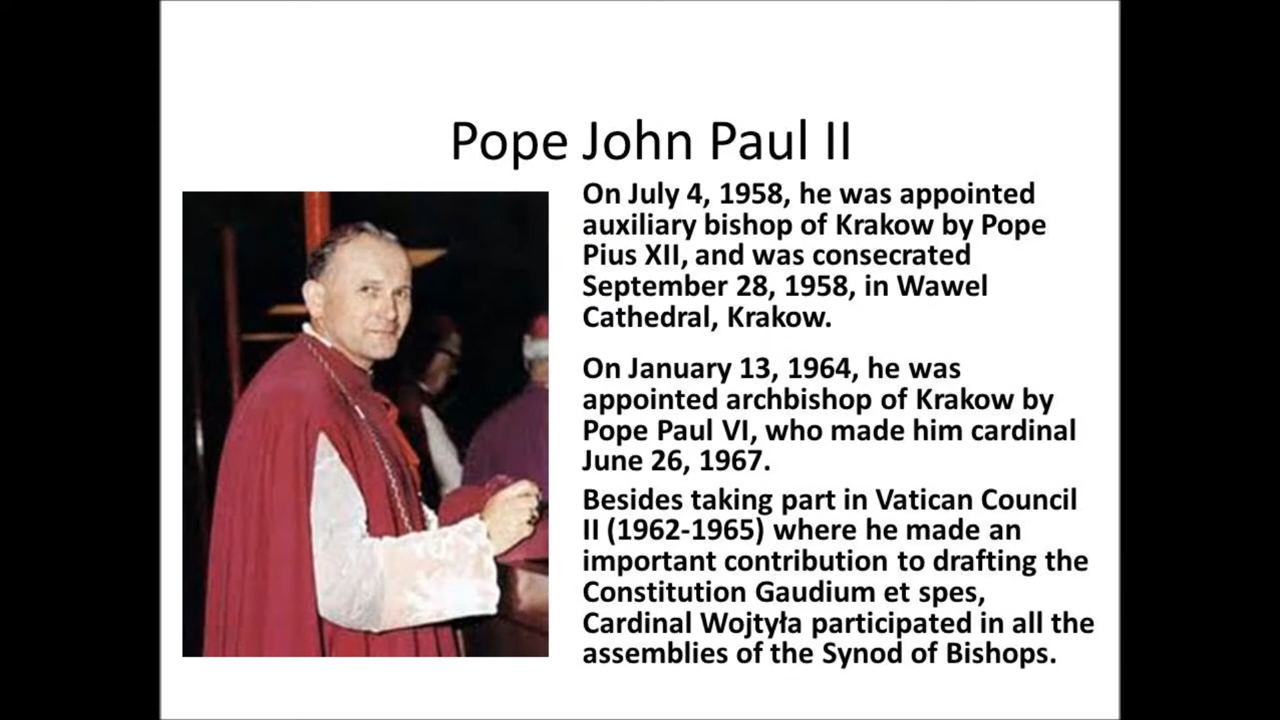 Pope John Paul II
On July 4, 1958, he was appointed
auxiliary bishop of Krakow by Pope
Pius XII, and was consecrated
September 28, 1958, in Wawel
Cathedral, Krakow.
On January 13, 1964, he was
appointed archbishop of Krakow by
Pope Paul VI, who made him cardinal
June 26, 1967.
Besides taking part in Vatican Council
II (1962-1965) where he made an
important contribution to drafting the
Constitution Gaudium et spes,
Cardinal Wojtyła participated in all the
assemblies of the Synod of Bishops.